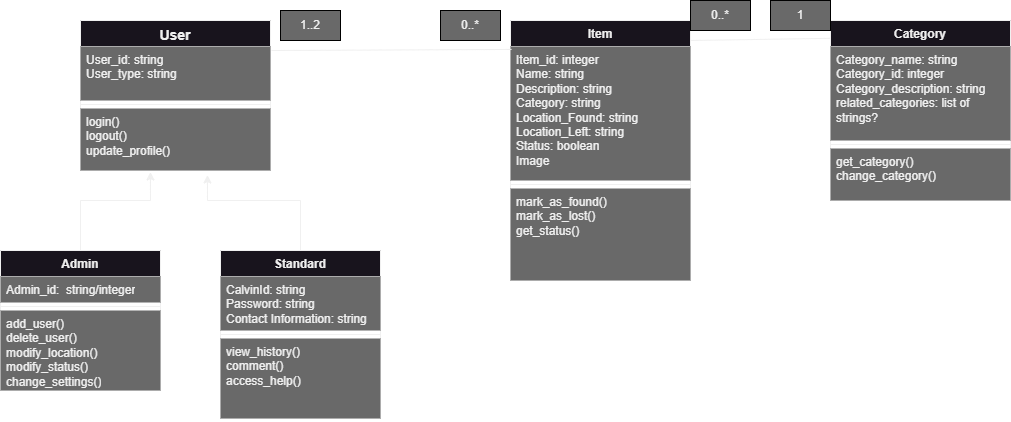 User
1..2
0..*
Item
0..*
1
Category
User_id: string
User_type: string
login()
logout()
update_profile()
Item_id: integer
Name: string
Description: string
Category: string
Location_Found: string
Location_Left: string
Status: boolean
Image
mark_as_found()
mark_as_lost()
get_status()
Category_name: string
Category_id: integer
Category_description: string
related_categories: list of
strings?
get_category()
change_category()
Admin
Admin_id:  string/integer
add_user()
delete_user()
modify_location()
modify_status()
change_settings()
Standard
CalvinId: string
Password: string
Contact Information: string
view_history()
comment()
access_help()